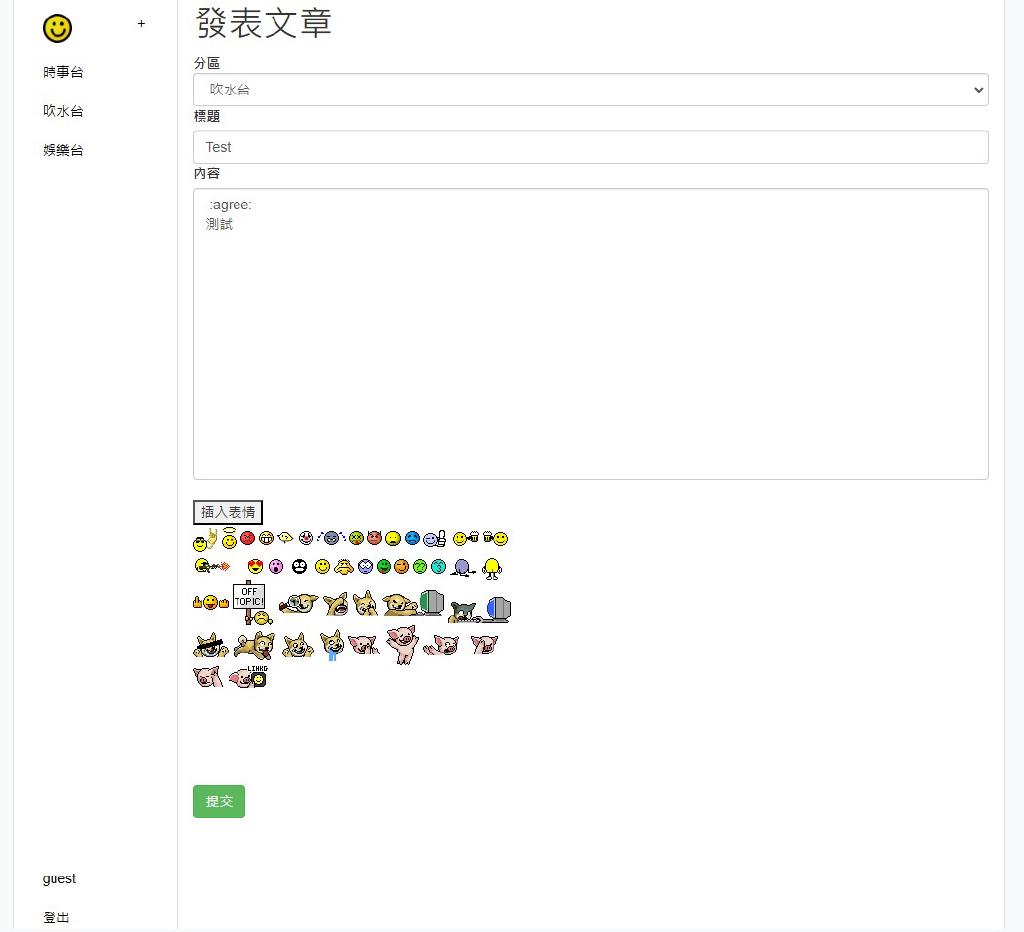 +
時事台
吹水台
娛樂台
發表文章
分區
吹水台
標題
Test
內容
:agree:
測試
插入表情
OFF
TOPIC!
LIHKG
提交
guest
登出